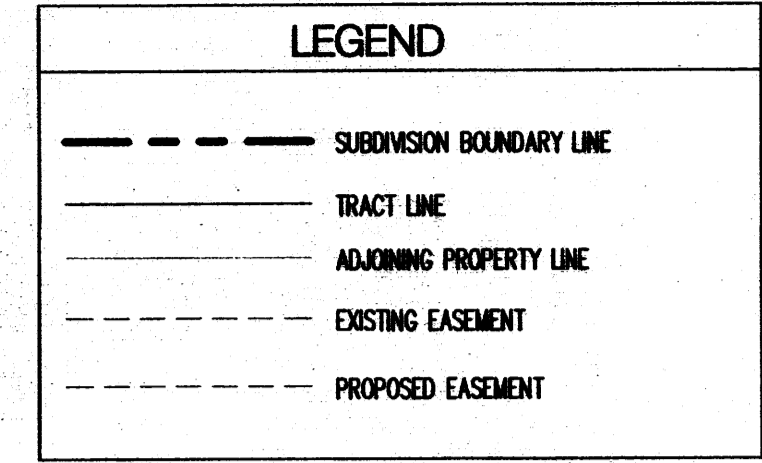 LEGEND
SUBDIVISION BOUNDARY LINE
TRACT LINE
ADJOINING PROPERTY LINE
EXISTING EASEMENT
PROPOSED EASEMENT